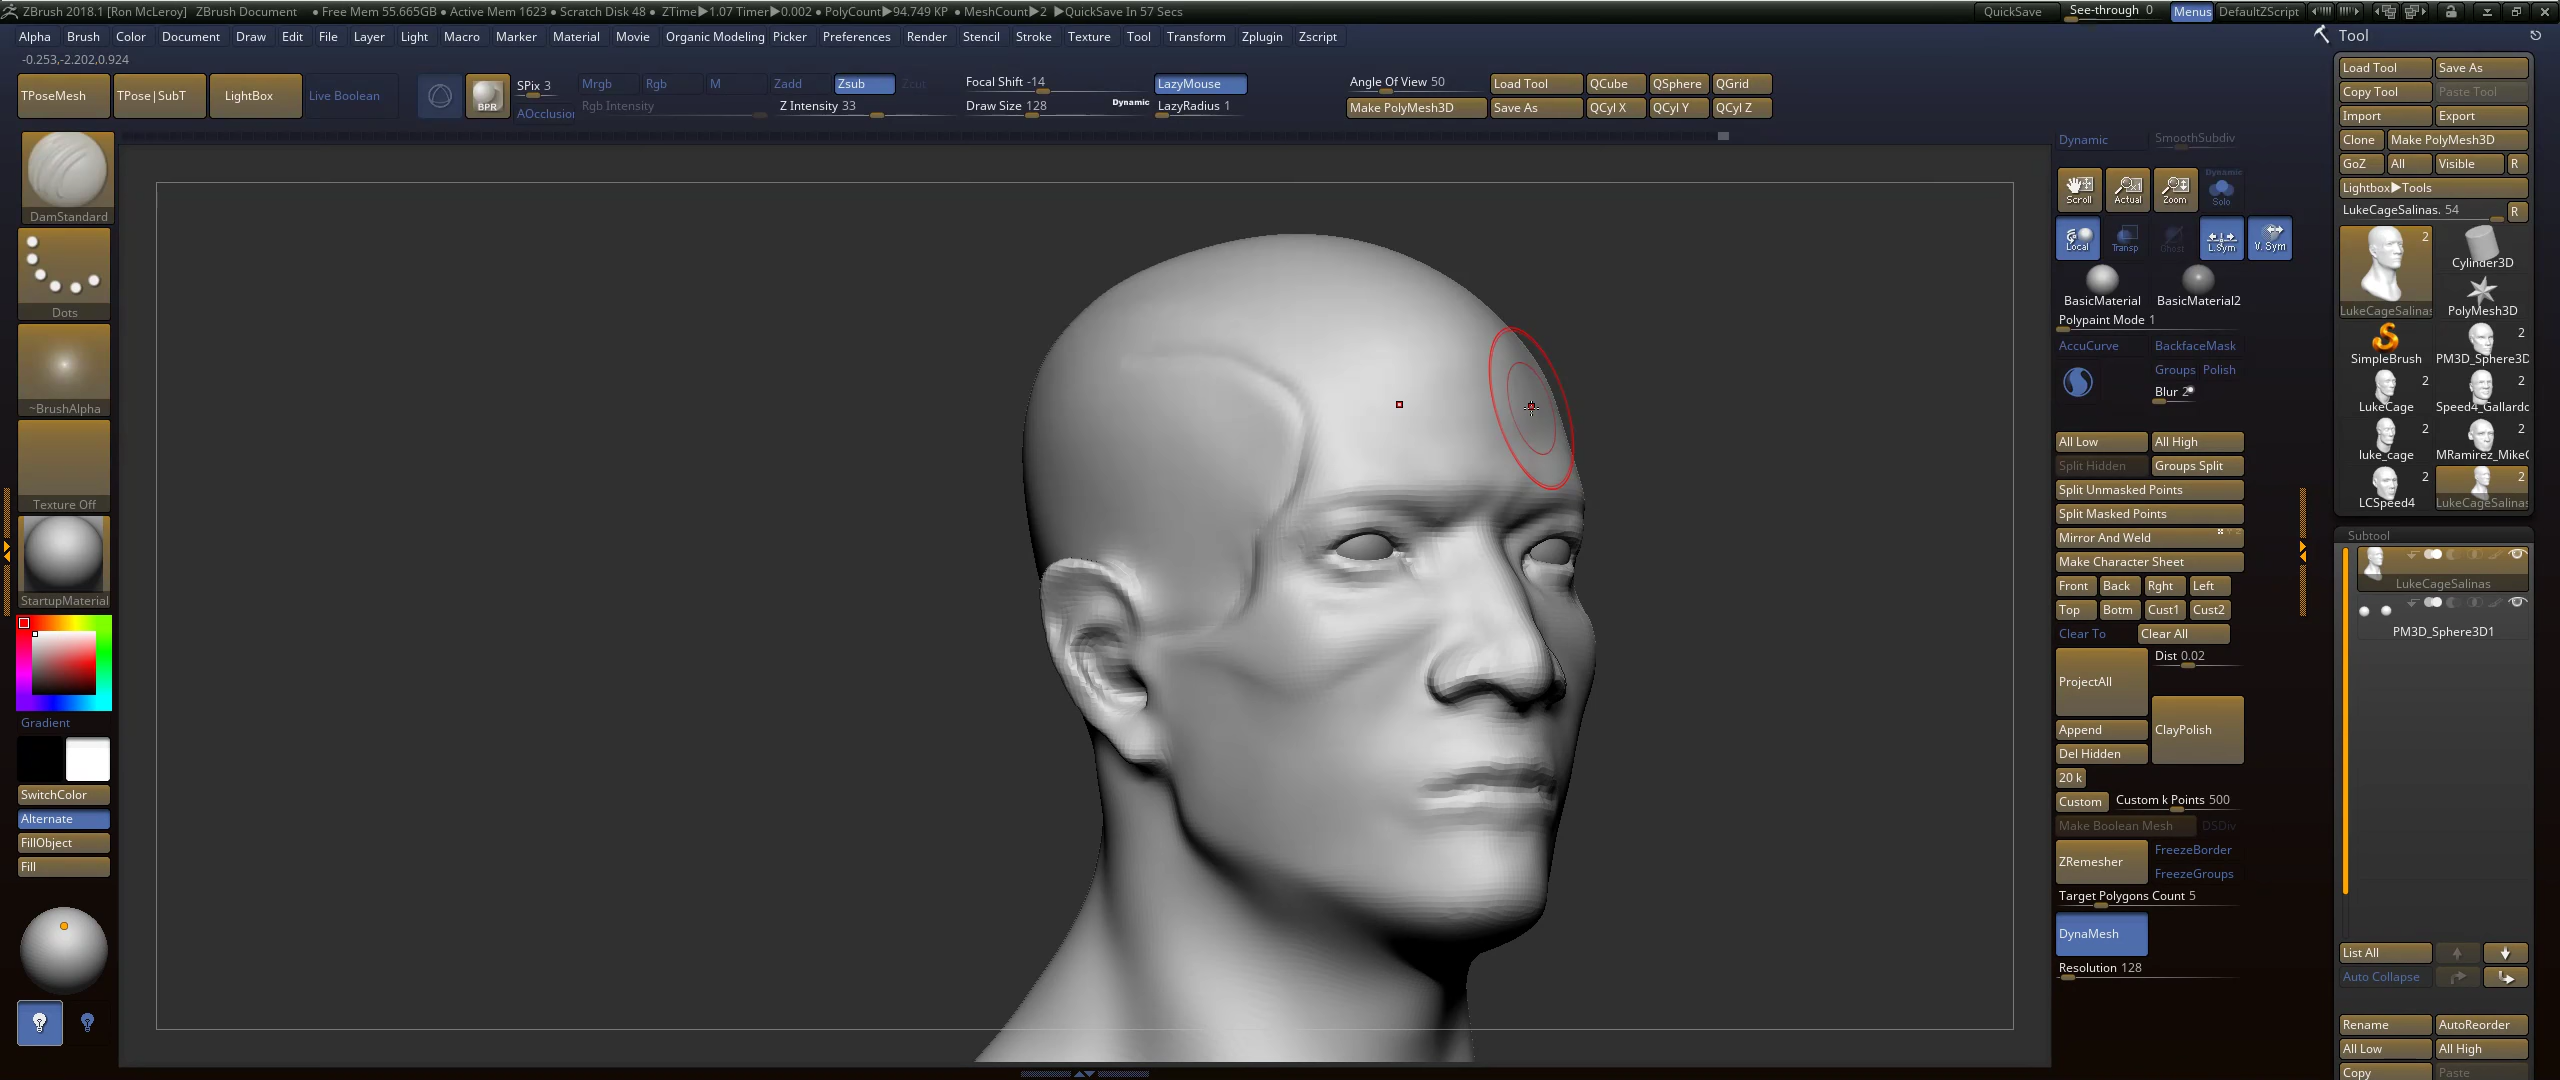 ZBrush 2018.1 [Ron McLeroy] ZBrush Document ● Free Mem 55.665GB ● Active Mem 1623 ● Scratch Disk 48 ● ZTime▶1.07 Timer▶0.002 ● PolyCount▶94.749 KP ● MeshCount▶2 ▶QuickSave In 57 Secs QuickSave See-through 0 Menus DefaultZScript
Alpha Brush Color Document Draw Edit File Layer Light Macro Marker Material Movie Organic Modeling Picker Preferences Render Stencil Stroke Texture Tool Transform Zplugin Zscript
-0.253,-2.202,0.924
TPoseMesh TPose|SubT LightBox Live Boolean
BPR
SPix 3
AOcclusion
Mrgb Rgb M Zadd Zsub Zcut
Rgb Intensity Z Intensity 33
Focal Shift -14
Draw Size 128 Dynamic
LazyMouse
LazyRadius 1
Angle Of View 50
Make PolyMesh3D
Load Tool QCube QSphere QGrid
Save As QCyl X QCyl Y QCyl Z
DamStandard
Dots
~BrushAlpha
Texture Off
StartupMaterial
Gradient
SwitchColor
Alternate
FillObject
Fill
Dynamic SmoothSubdiv
Scroll Actual Zoom Dynamic Solo
Local Transp Ghost L.Sym V. Sym
BasicMaterial BasicMaterial2
Polypaint Mode 1
AccuCurve BackfaceMask
Groups Polish
Blur 2
All Low All High
Split Hidden Groups Split
Split Unmasked Points
Split Masked Points
Mirror And Weld
Make Character Sheet
Front Back Rght Left
Top Botm Cust1 Cust2
Clear To Clear All
ProjectAll Dist 0.02
Append ClayPolish
Del Hidden
20 k
Custom Custom k Points 500
Make Boolean Mesh DSDiv
ZRemesher FreezeBorder
FreezeGroups
Target Polygons Count 5
DynaMesh
Resolution 128
Tool
Load Tool Save As
Copy Tool Paste Tool
Import Export
Clone Make PolyMesh3D
GoZ All Visible R
Lightbox▶Tools
LukeCageSalinas. 54 R
2
LukeCageSalinas Cylinder3D
PolyMesh3D
2
SimpleBrush PM3D_Sphere3D
2 2
LukeCage Speed4_Gallardo
2 2
luke_cage MRamirez_MikeC
2 2
LCSpeed4 LukeCageSalinas
Subtool
LukeCageSalinas
PM3D_Sphere3D1
List All
Auto Collapse
Rename AutoReorder
All Low All High
Copy Paste